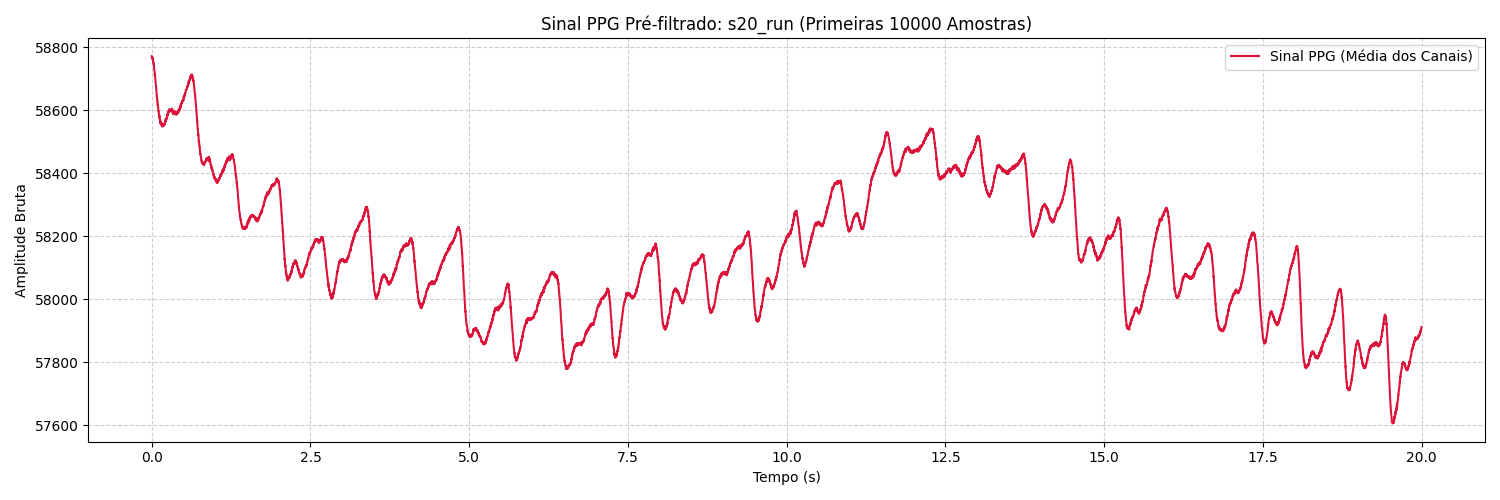 Sinal PPG Pré-filtrado: s20_run (Primeiras 10000 Amostras)
Sinal PPG (Média dos Canais)
Amplitude Bruta
58800
58600
58400
58200
58000
57800
57600
0.0 2.5 5.0 7.5 10.0 12.5 15.0 17.5 20.0
Tempo (s)